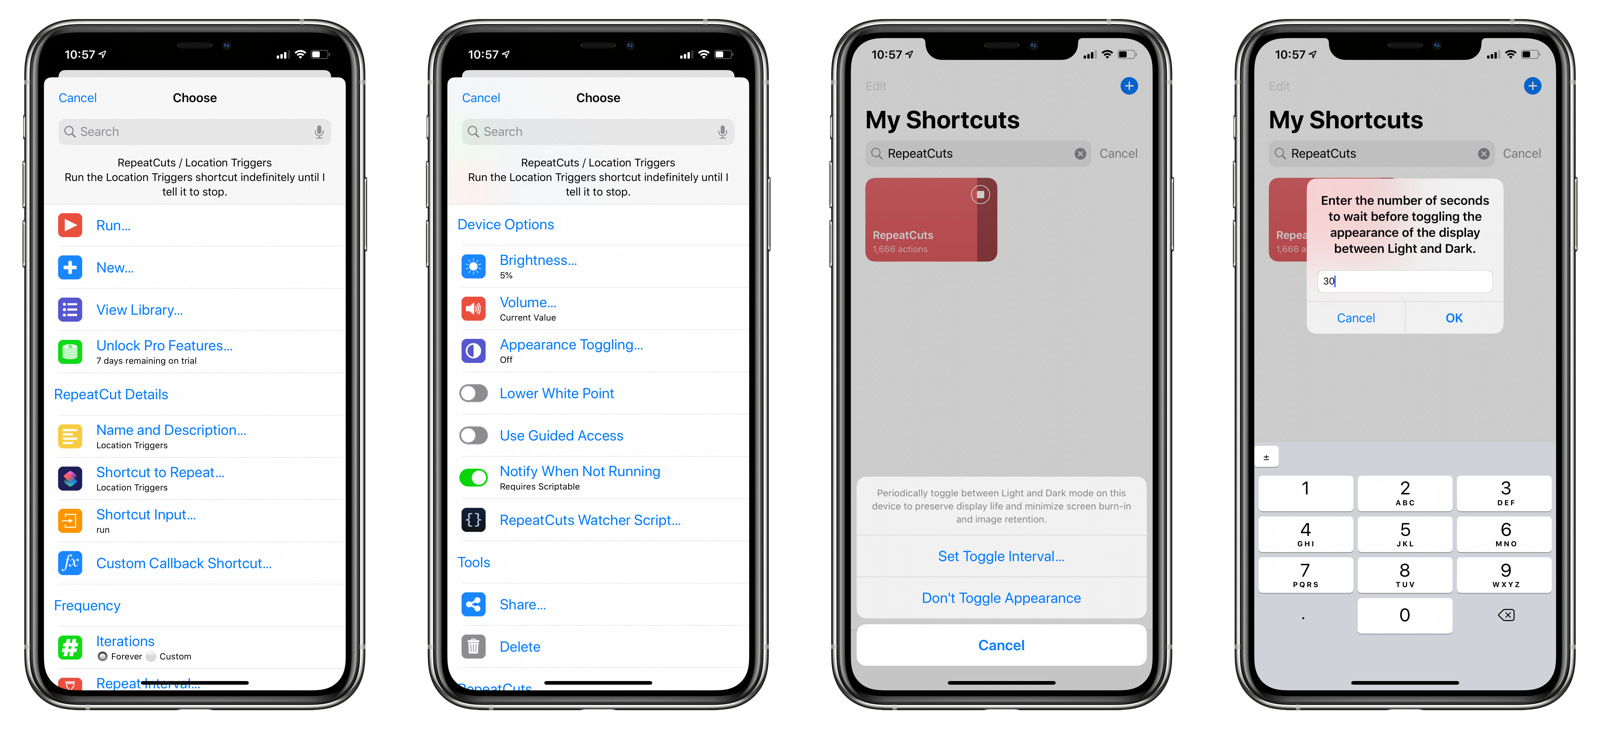 10:57
Cancel
Choose
Search
RepeatCuts / Location Triggers
Run the Location Triggers shortcut indefinitely until I
tell it to stop.
Run...
New...
View Library...
Unlock Pro Features...
7 days remaining on trial
RepeatCut Details
Name and Description...
Location Triggers
Shortcut to Repeat...
Location Triggers
Shortcut Input...
run
fx
Custom Callback Shortcut...
Frequency
#
Iterations
Forever Custom
Repeat Interval...
10:57
Cancel
Choose
Search
RepeatCuts / Location Triggers
Run the Location Triggers shortcut indefinitely until I
tell it to stop.
Device Options
Brightness...
5%
Volume...
Current Value
Appearance Toggling...
Off
Lower White Point
Use Guided Access
Notify When Not Running
Requires Scriptable
{}
RepeatCuts Watcher Script...
Tools
Share...
Delete
RepeatCuts
10:57
Edit
My Shortcuts
RepeatCuts
Cancel
RepeatCuts
1,666 actions
Periodically toggle between Light and Dark mode on this
device to preserve display life and minimize screen burn-in
and image retention.
Set Toggle Interval...
Don't Toggle Appearance
Cancel
10:57
Edit
My Shortcuts
RepeatCuts
Cancel
Repea
1,666 a
Enter the number of seconds
to wait before toggling the
appearance of the display
between Light and Dark.
30
Cancel
OK
±
1
2
ABC
3
DEF
4
GHI
5
JKL
6
MNO
7
PQRS
8
TUV
9
WXYZ
.
0